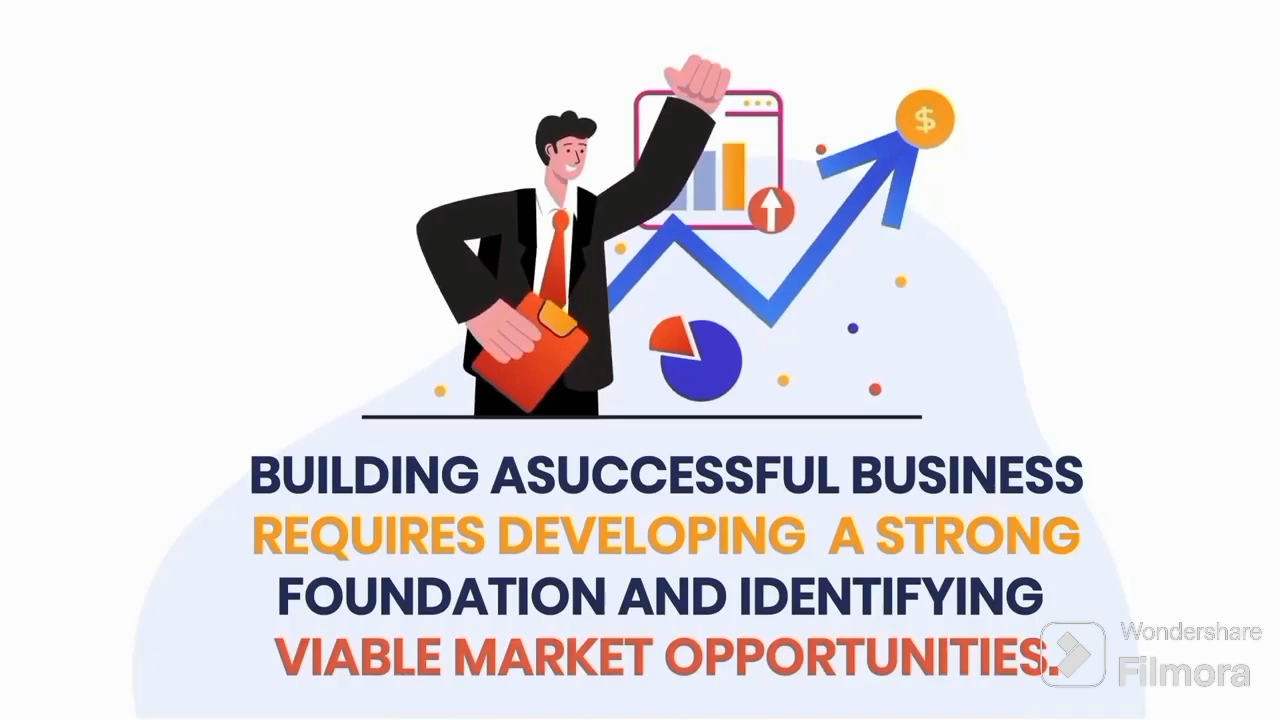 $
BUILDING ASUCCESSFUL BUSINESS
REQUIRES DEVELOPING A STRONG
FOUNDATION AND IDENTIFYING
VIABLE MARKET OPPORTUNITIES.
Wondershare
Filmora